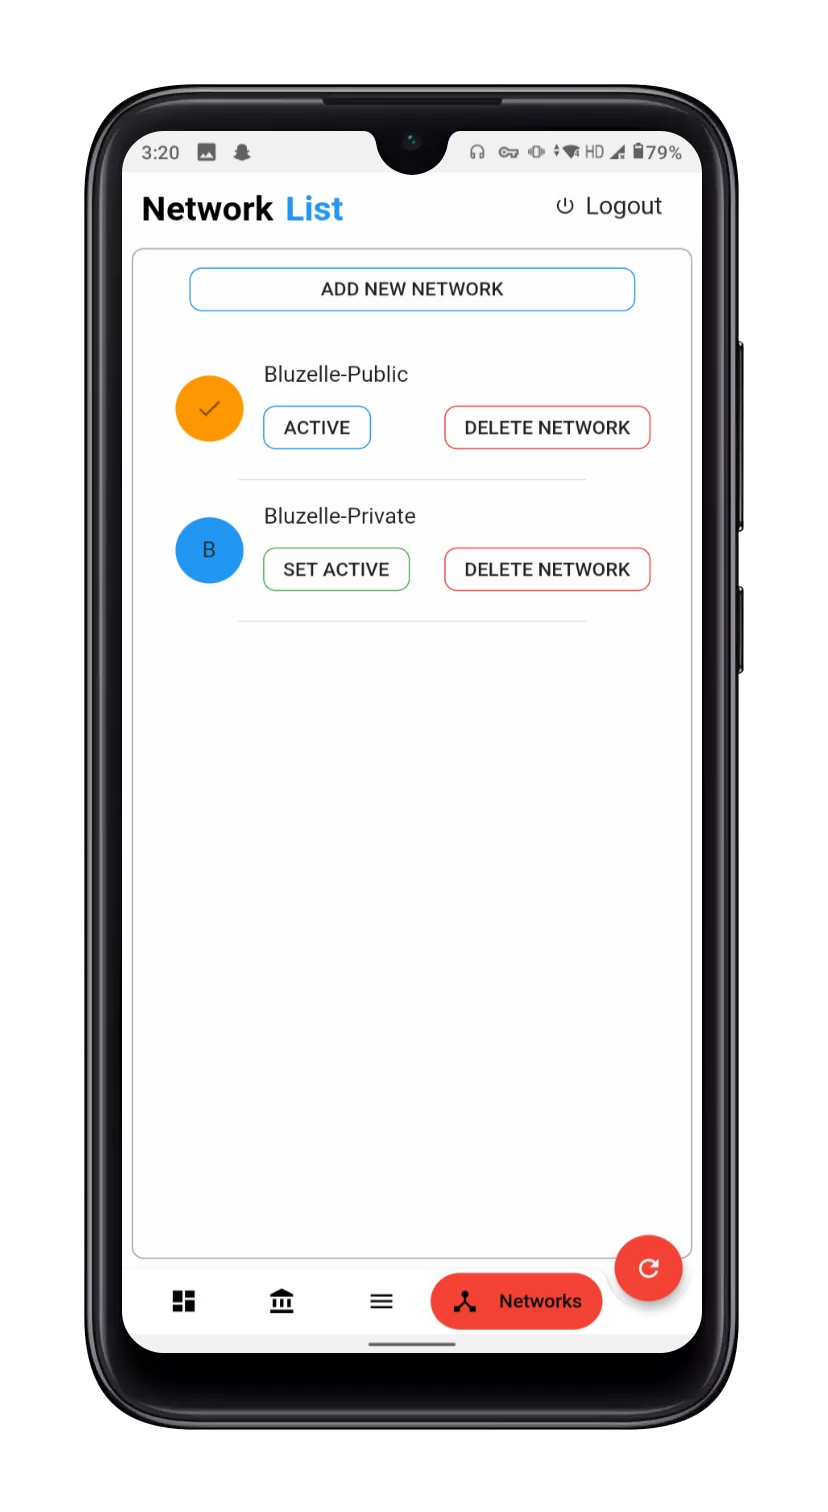 3:20 HD 79%
Network List Logout
ADD NEW NETWORK
Bluzelle-Public
ACTIVE DELETE NETWORK
Bluzelle-Private
B
SET ACTIVE DELETE NETWORK
Networks